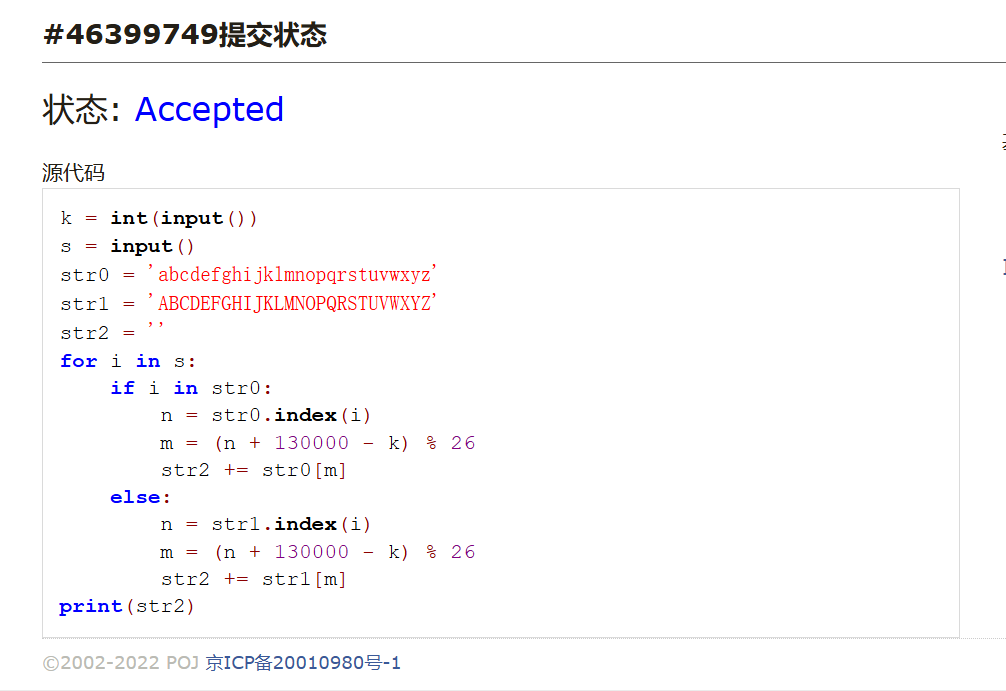 #46399749提交状态
状态: Accepted
源代码
k = int(input())
s = input()
str0 = 'abcdefghijklmnopqrstuvwxyz'
str1 = 'ABCDEFGHIJKLMNOPQRSTUVWXYZ'
str2 = ''
for i in s:
    if i in str0:
        n = str0.index(i)
        m = (n + 130000 - k) % 26
        str2 += str0[m]
    else:
        n = str1.index(i)
        m = (n + 130000 - k) % 26
        str2 += str1[m]
print(str2)
©2002-2022 POJ 京ICP备20010980号-1